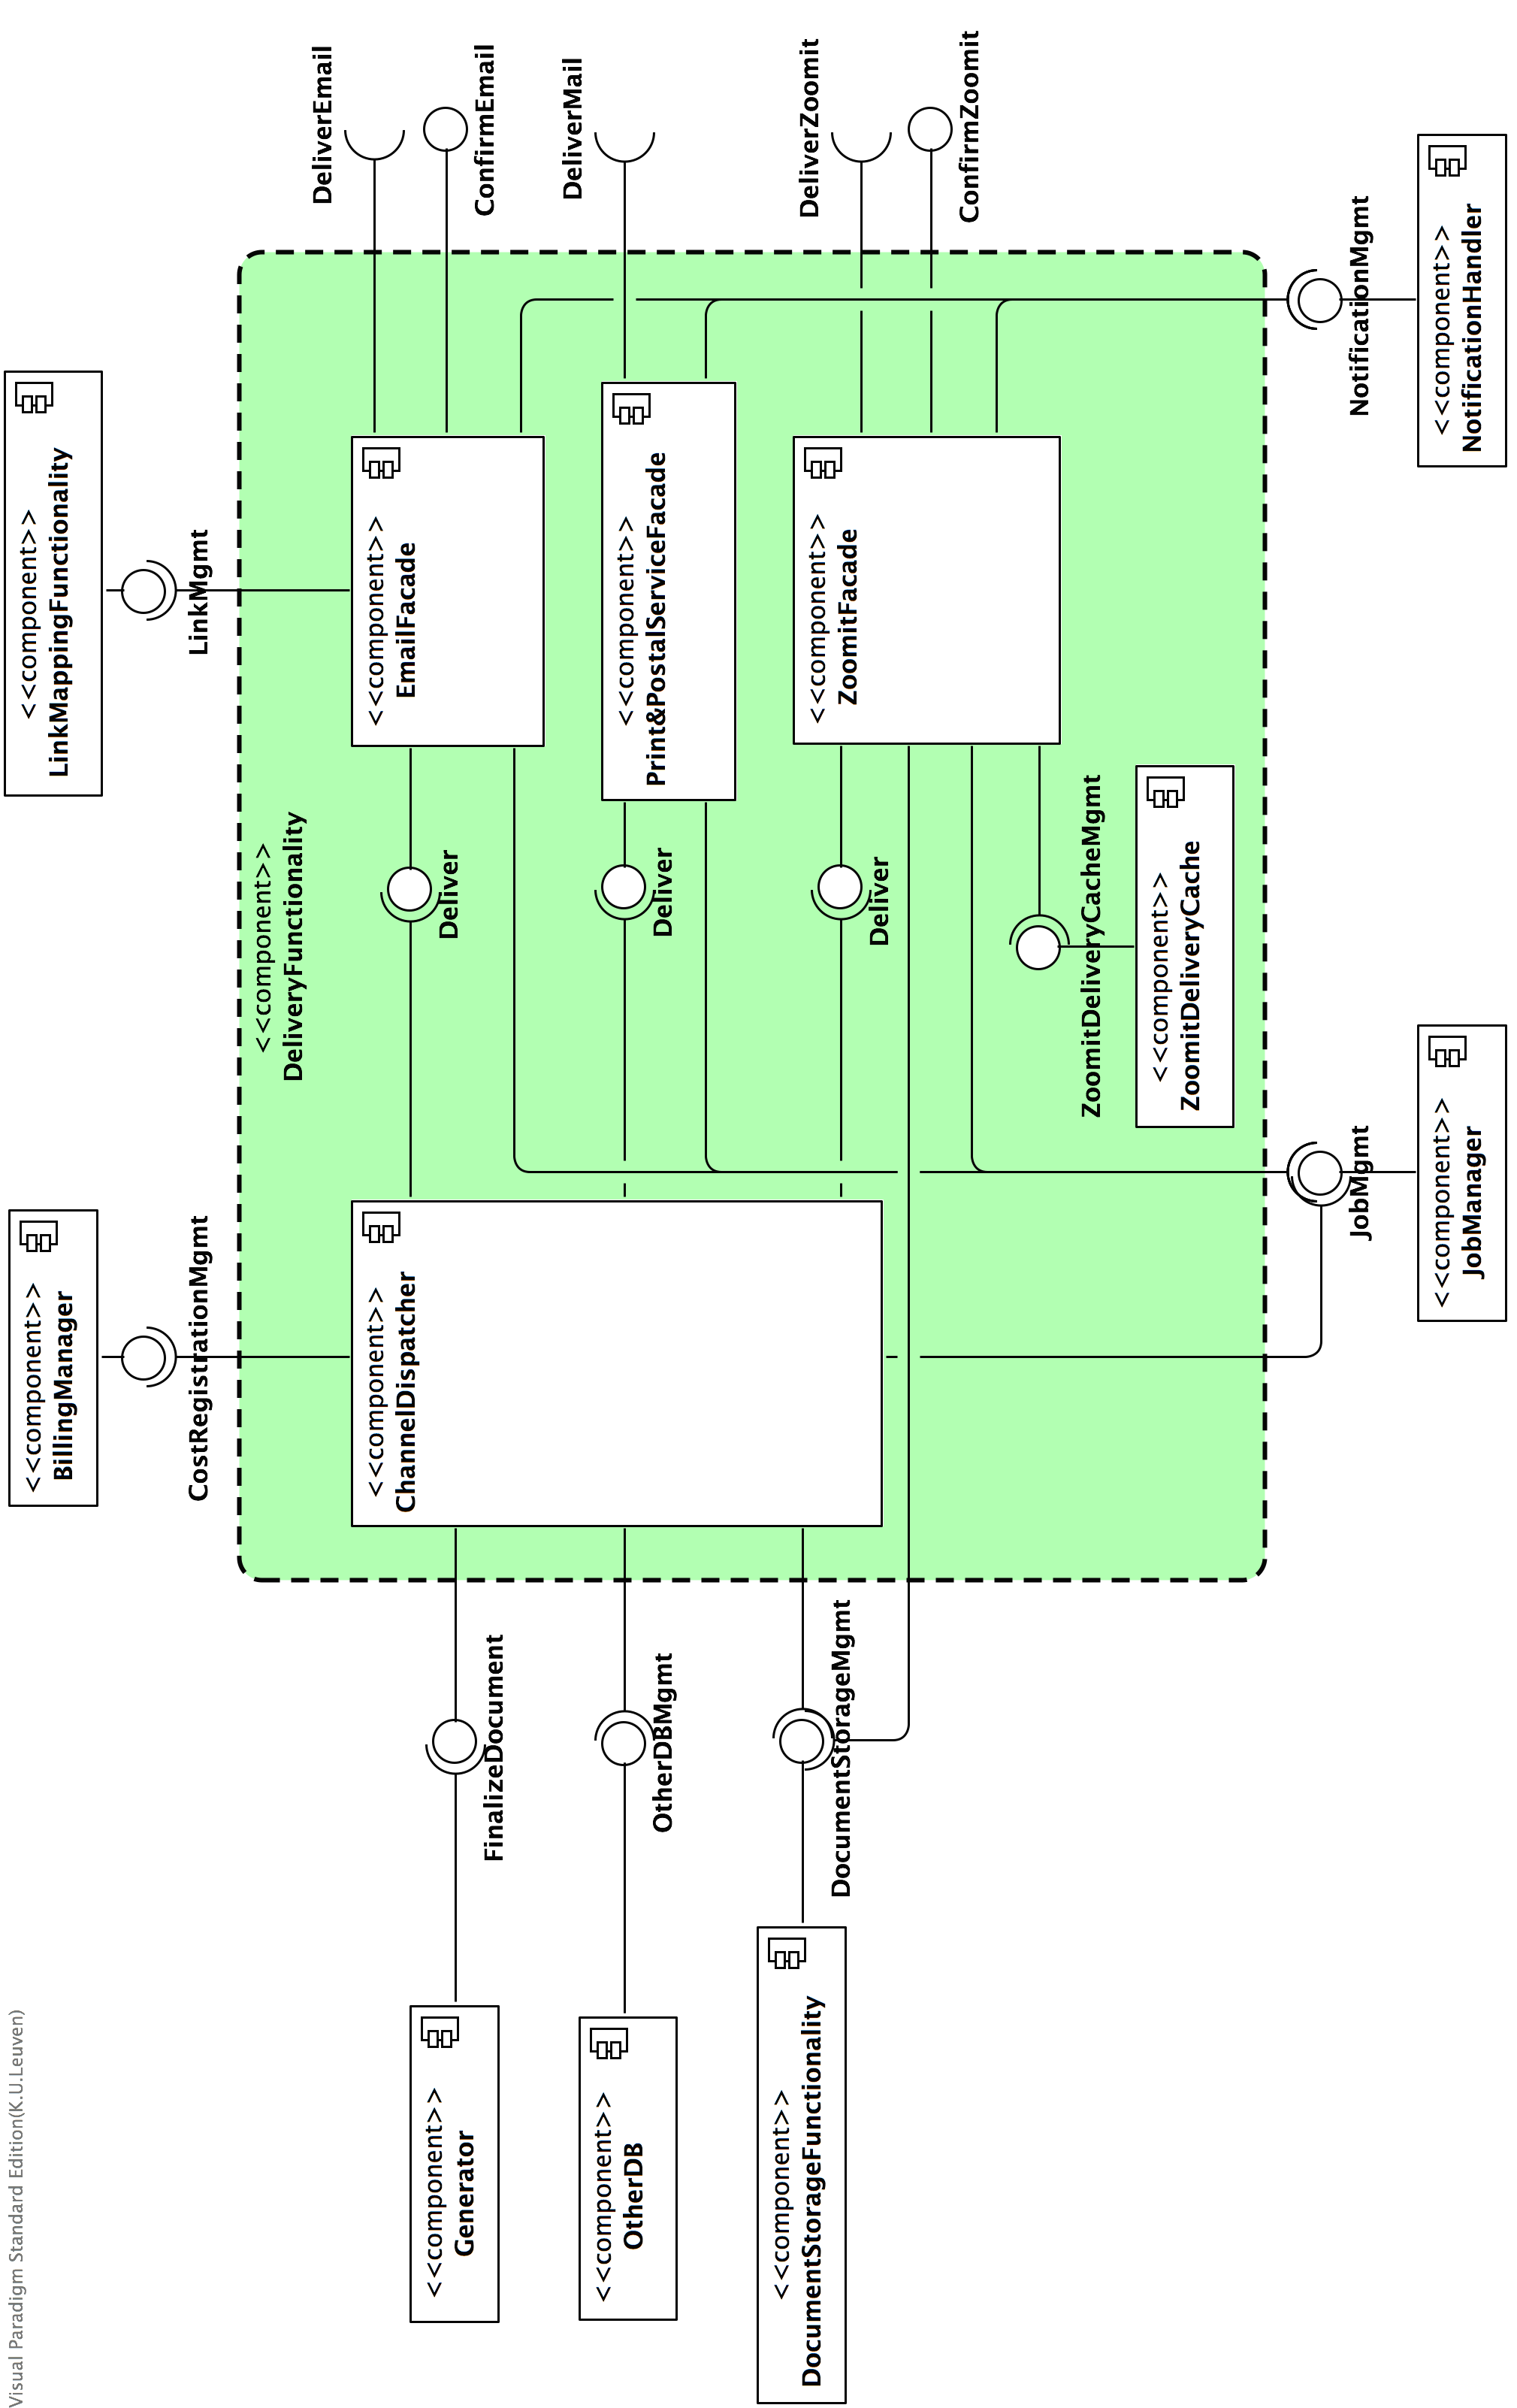 Visual Paradigm Standard Edition(K.U.Leuven)
<<component>>
BillingManager
<<component>>
LinkMappingFunctionality
CostRegistrationMgmt
LinkMgmt
<<component>>
DeliveryFunctionality
DeliverEmail
<<component>>
Generator
FinalizeDocument
<<component>>
ChannelDispatcher
Deliver
<<component>>
EmailFacade
ConfirmEmail
<<component>>
OtherDB
OtherDBMgmt
Deliver
<<component>>
Print&PostalServiceFacade
DeliverMail
<<component>>
DocumentStorageFunctionality
DocumentStorageMgmt
Deliver
<<component>>
ZoomitFacade
DeliverZoomit
ConfirmZoomit
ZoomitDeliveryCacheMgmt
<<component>>
ZoomitDeliveryCache
JobMgmt
NotificationMgmt
<<component>>
JobManager
<<component>>
NotificationHandler